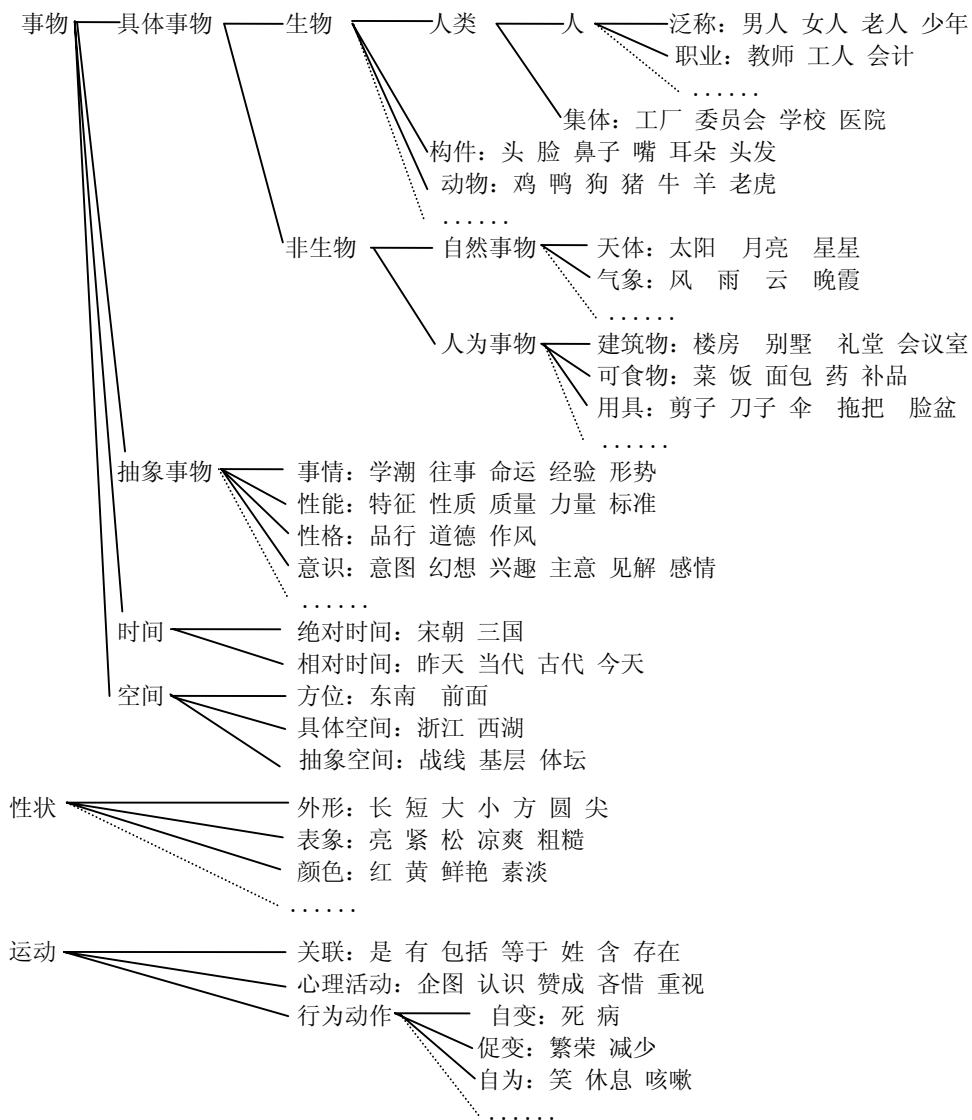 事物 具体事物 生物 人类 人 泛称：男人 女人 老人 少年
职业：教师 工人 会计
......
集体：工厂 委员会 学校 医院
构件：头 脸 鼻子 嘴 耳朵 头发
动物：鸡 鸭 狗 猪 牛 羊 老虎
......
非生物 自然事物 天体：太阳 月亮 星星
气象：风 雨 云 晚霞
......
人为事物 建筑物：楼房 别墅 礼堂 会议室
可食物：菜 饭 面包 药 补品
用具：剪子 刀子 伞 拖把 脸盆
......
抽象事物 事情：学潮 往事 命运 经验 形势
性能：特征 性质 质量 力量 标准
性格：品行 道德 作风
意识：意图 幻想 兴趣 主意 见解 感情
......
时间 绝对时间：宋朝 三国
相对时间：昨天 当代 古代 今天
空间 方位：东南 前面
具体空间：浙江 西湖
抽象空间：战线 基层 体坛
性状 外形：长 短 大 小 方 圆 尖
表象：亮 紧 松 凉爽 粗糙
颜色：红 黄 鲜艳 素淡
......
运动 关联：是 有 包括 等于 姓 含 存在
心理活动：企图 认识 赞成 吝惜 重视
行为动作 自变：死 病
促变：繁荣 减少
自为：笑 休息 咳嗽
......